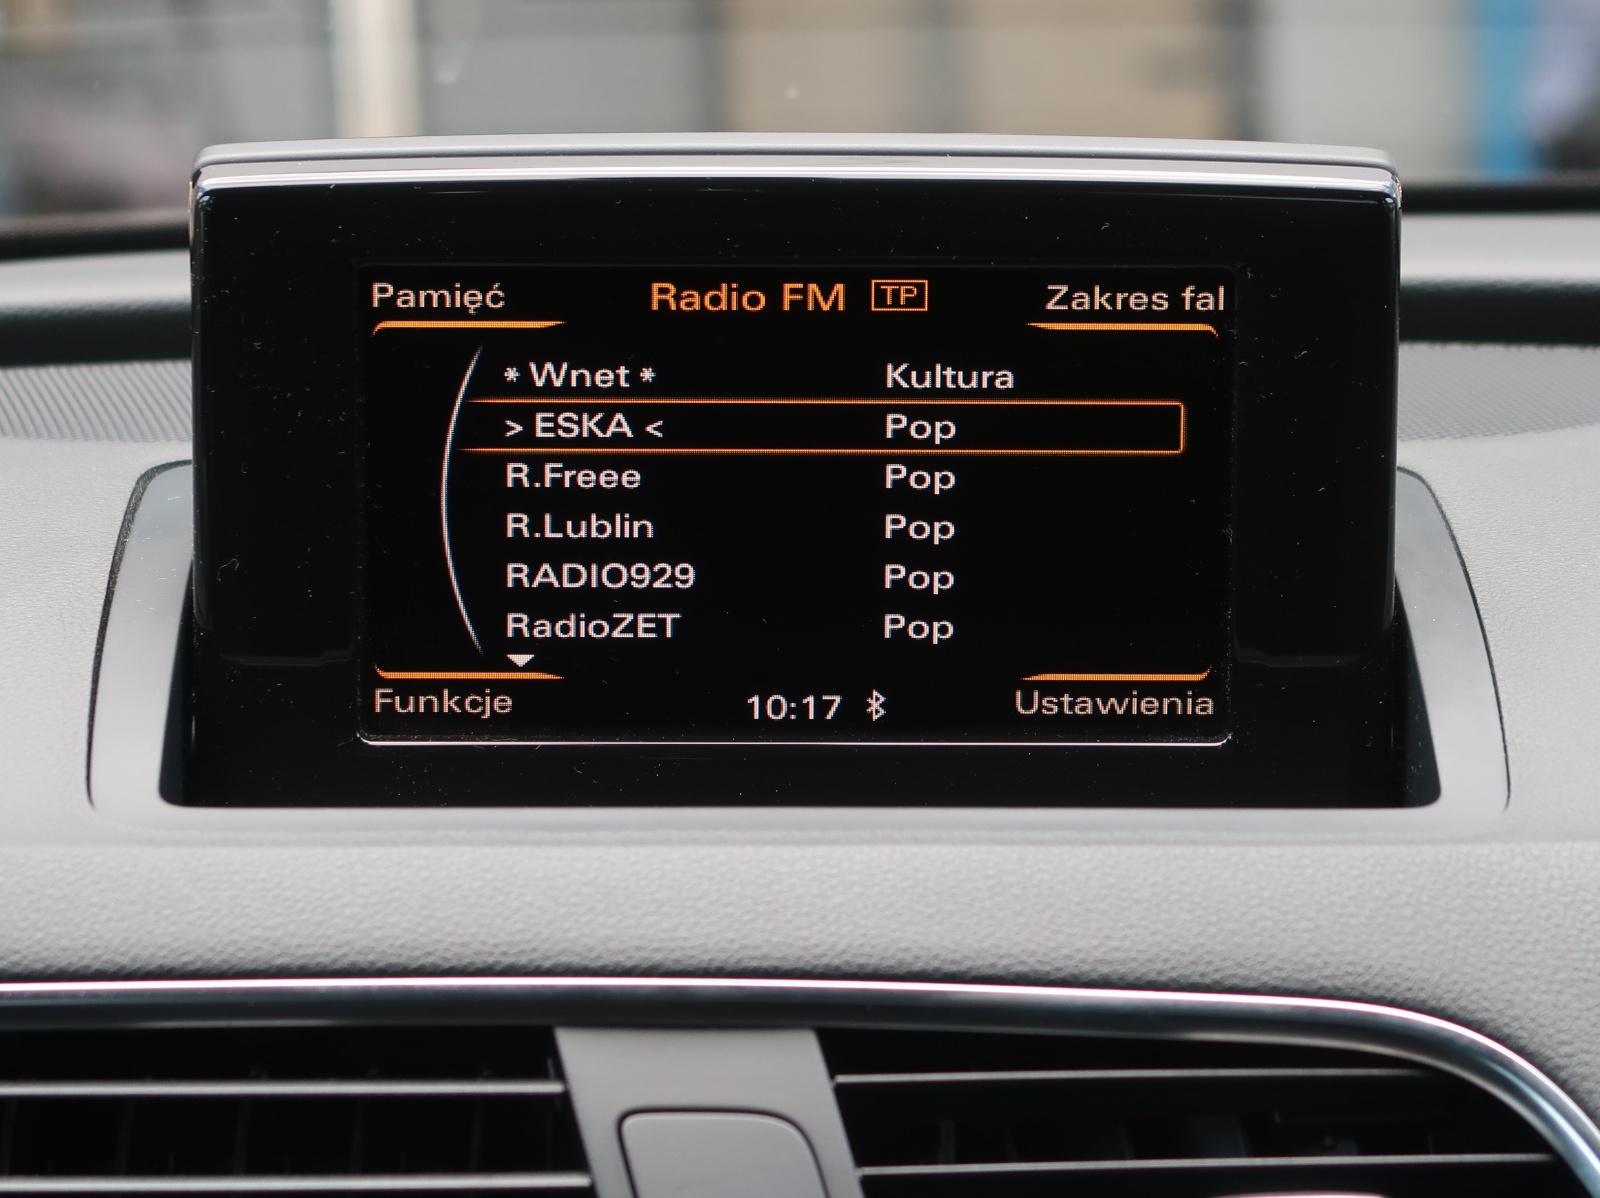 Pamięć Radio FM TP Zakres fal
* Wnet * Kultura
> ESKA < Pop
R.Freee Pop
R.Lublin Pop
RADIO929 Pop
RadioZET Pop
Funkcje 10:17 Ustawienia